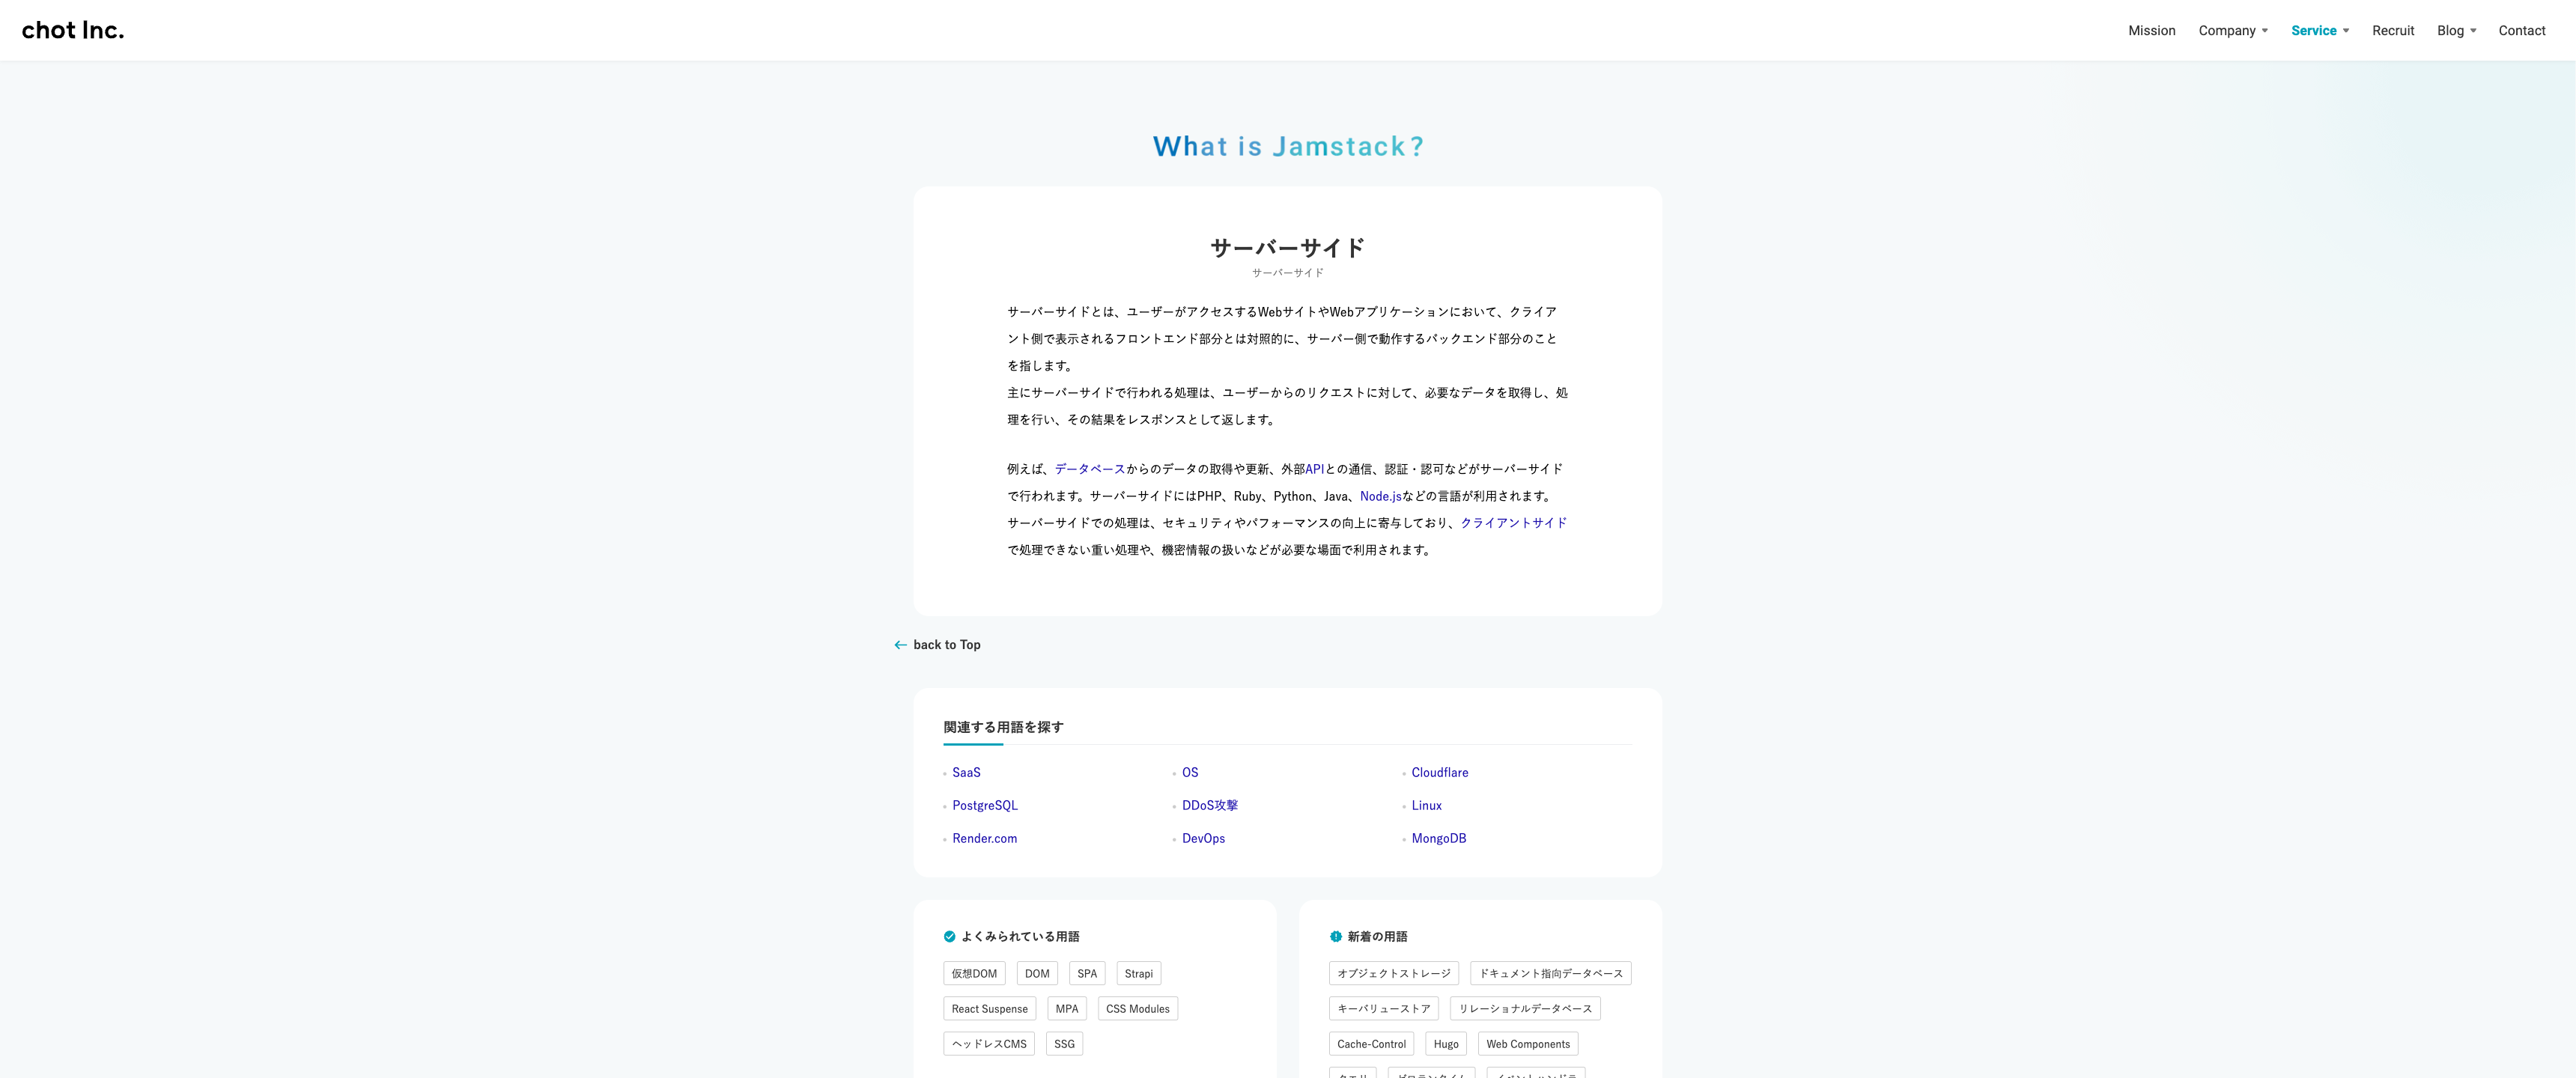 chot Inc.
Mission Company Service Recruit Blog Contact
What is Jamstack?
サーバーサイド
サーバーサイド
サーバーサイドとは、ユーザーがアクセスするWebサイトやWebアプリケーションにおいて、クライア
ント側で表示されるフロントエンド部分とは対照的に、サーバー側で動作するバックエンド部分のこと
を指します。
主にサーバーサイドで行われる処理は、ユーザーからのリクエストに対して、必要なデータを取得し、処
理を行い、その結果をレスポンスとして返します。
例えば、データベースからのデータの取得や更新、外部APIとの通信、認証・認可などがサーバーサイド
で行われます。サーバーサイドにはPHP、Ruby、Python、Java、Node.jsなどの言語が利用されます。
サーバーサイドでの処理は、セキュリティやパフォーマンスの向上に寄与しており、クライアントサイド
で処理できない重い処理や、機密情報の扱いなどが必要な場面で利用されます。
back to Top
関連する用語を探す
SaaS OS Cloudflare
PostgreSQL DDoS攻撃 Linux
Render.com DevOps MongoDB
よくみられている用語
仮想DOM DOM SPA Strapi
React Suspense MPA CSS Modules
ヘッドレスCMS SSG
新着の用語
オブジェクトストレージ ドキュメント指向データベース
キーバリューストア リレーショナルデータベース
Cache-Control Hugo Web Components